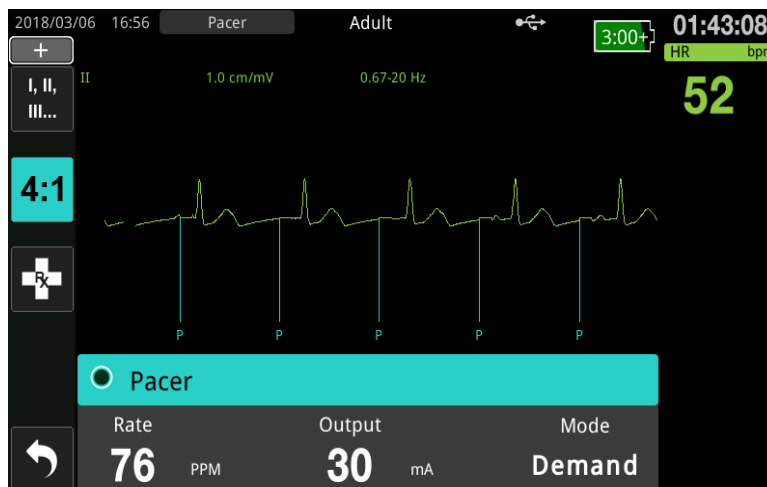 2018/03/06 16:56 Pacer Adult 3:00+ 01:43:08
+
HR bpm
I, II,
III...
II 1.0 cm/mV 0.67-20 Hz
52
4:1
Rx
P P P P P
Pacer
Rate Output Mode
76 PPM 30 mA Demand